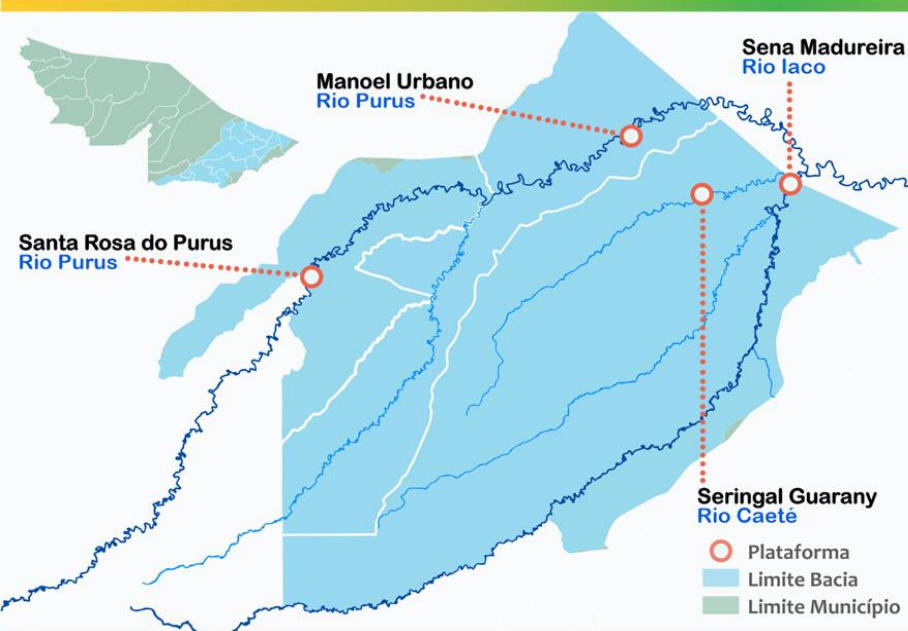 Sena Madureira
Rio Iaco
Manoel Urbano
Rio Purus
Santa Rosa do Purus
Rio Purus
Seringal Guarany
Rio Caeté
Plataforma
Limite Bacia
Limite Município